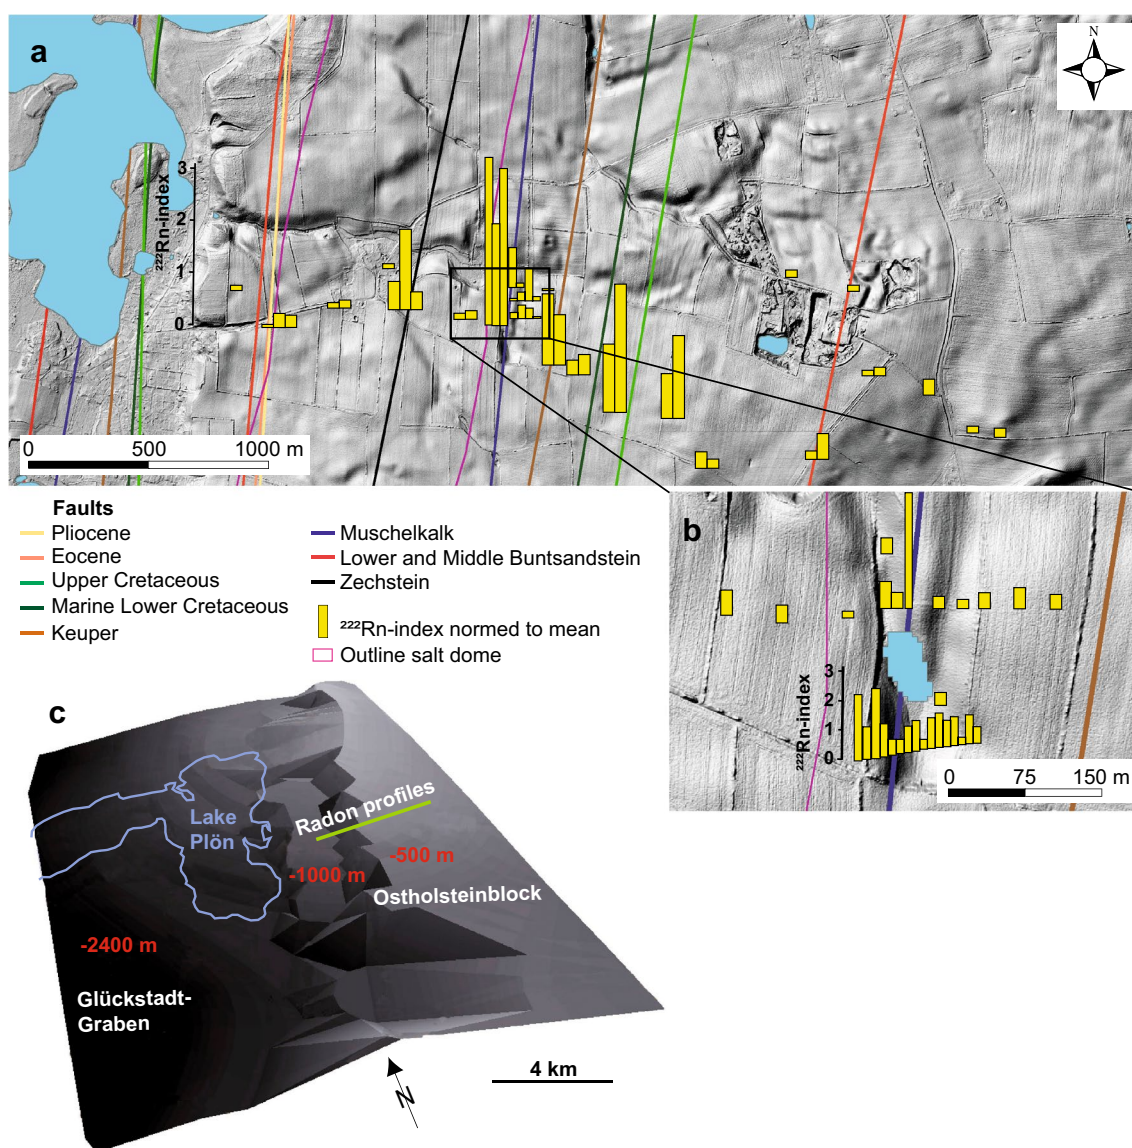 a
N
3
2
1
0
²²²Rn-index
0 500 1000 m
Faults
Pliocene
Eocene
Upper Cretaceous
Marine Lower Cretaceous
Keuper
Muschelkalk
Lower and Middle Buntsandstein
Zechstein
²²²Rn-index normed to mean
Outline salt dome
b
3
2
1
0
²²²Rn-index
0 75 150 m
c
Lake
Plön
Radon profiles
-500 m
-1000 m
Ostholsteinblock
-2400 m
Glückstadt-
Graben
N
4 km